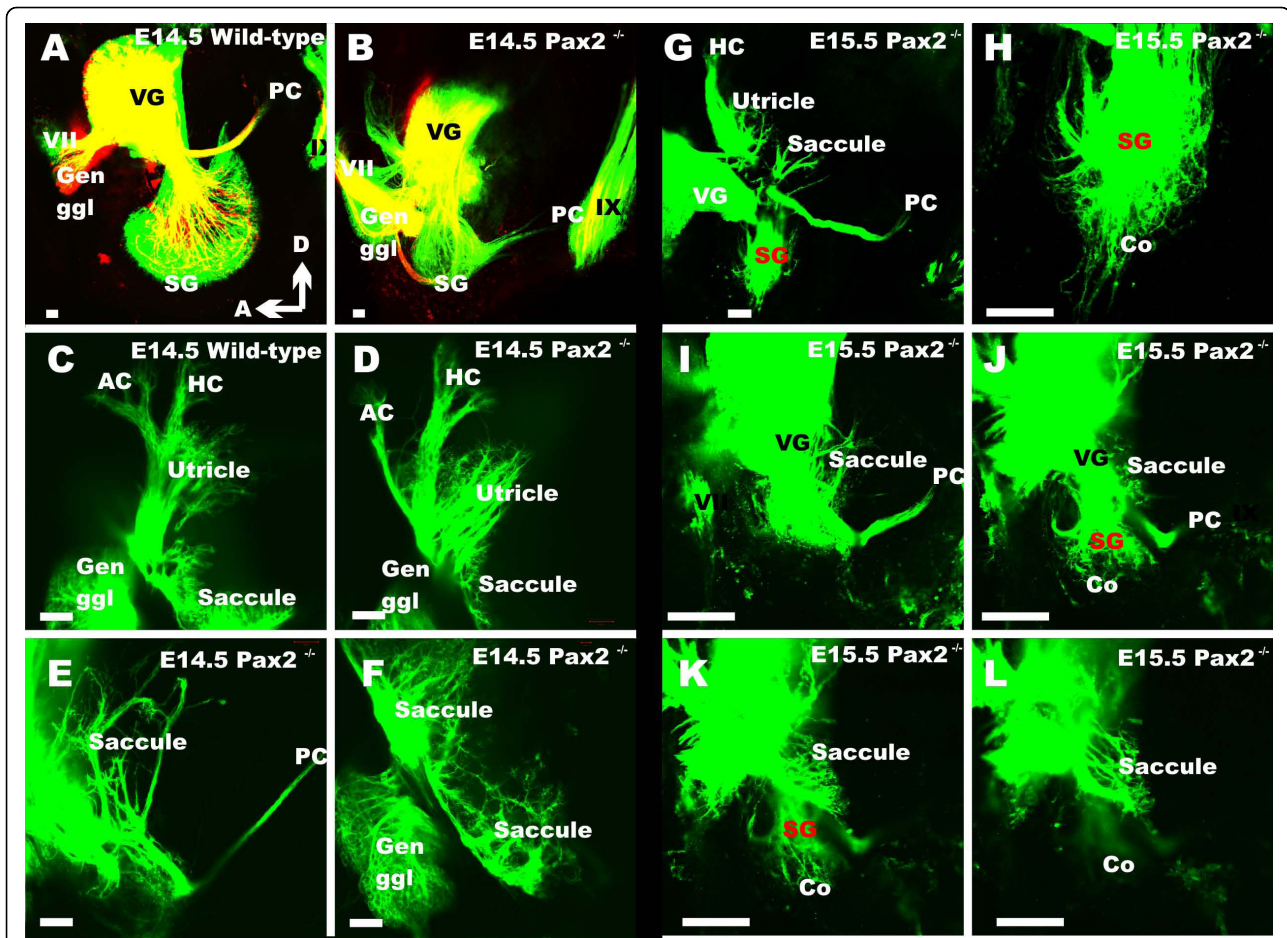 A
E14.5 Wild-type
VG
PC
VII
IX
Gen
ggl
SG
D
A
B
E14.5 Pax2 -/-
VG
VII
Gen
ggl
PC
IX
SG
G
E15.5 Pax2 -/-
HC
Utricle
Saccule
VG
PC
SG
H
E15.5 Pax2 -/-
SG
Co
C
E14.5 Wild-type
AC
HC
Utricle
Gen
ggl
Saccule
D
E14.5 Pax2 -/-
HC
AC
Utricle
Gen
ggl
Saccule
I
E15.5 Pax2 -/-
VG
Saccule
PC
VII
J
E15.5 Pax2 -/-
VG
Saccule
PC
IX
SG
Co
E
E14.5 Pax2 -/-
Saccule
PC
F
E14.5 Pax2 -/-
Saccule
Saccule
Gen
ggl
K
E15.5 Pax2 -/-
Saccule
SG
Co
L
E15.5 Pax2 -/-
Saccule
Co